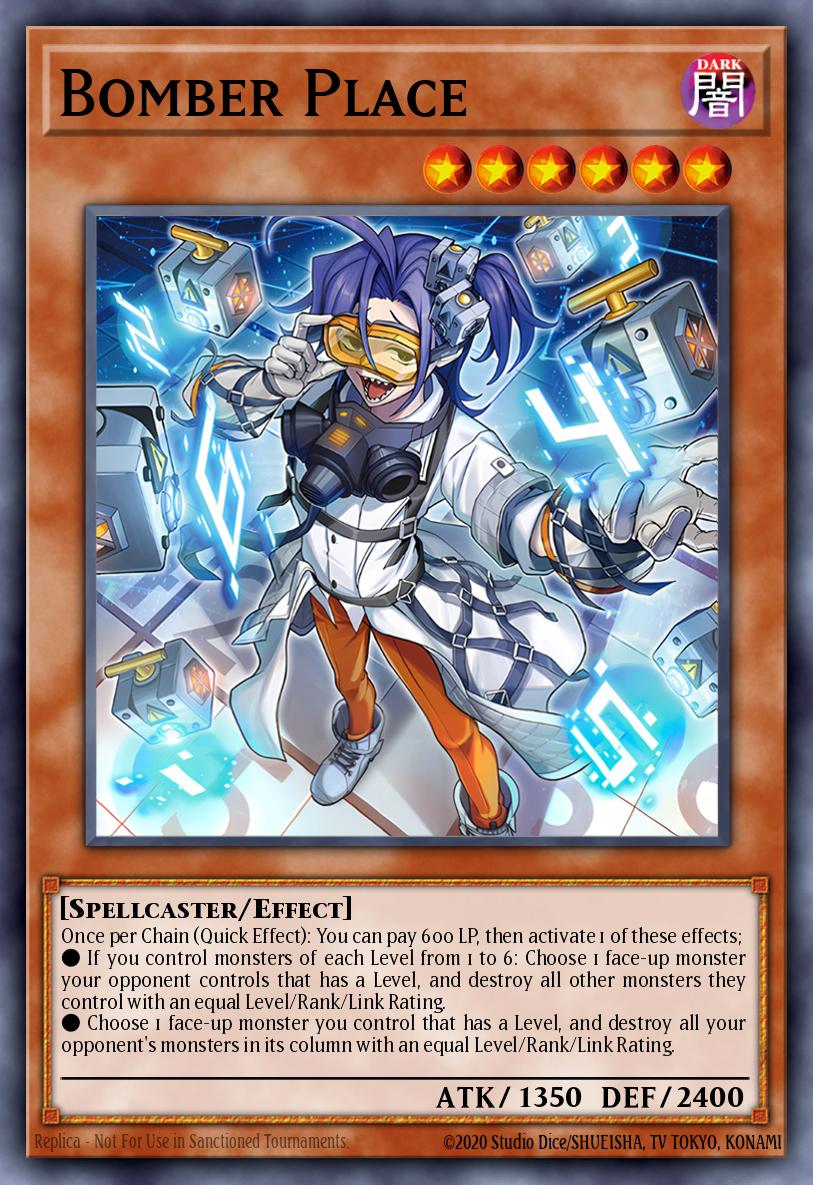 Bomber Place
DARK
闇
4
6
5
[Spellcaster/Effect]
Once per Chain (Quick Effect): You can pay 600 LP, then activate 1 of these effects;
● If you control monsters of each Level from 1 to 6: Choose 1 face-up monster
your opponent controls that has a Level, and destroy all other monsters they
control with an equal Level/Rank/Link Rating.
● Choose 1 face-up monster you control that has a Level, and destroy all your
opponent's monsters in its column with an equal Level/Rank/Link Rating.
ATK/ 1350 DEF/2400
Replica - Not For Use in Sanctioned Tournaments.
©2020 Studio Dice/SHUEISHA, TV TOKYO, KONAMI